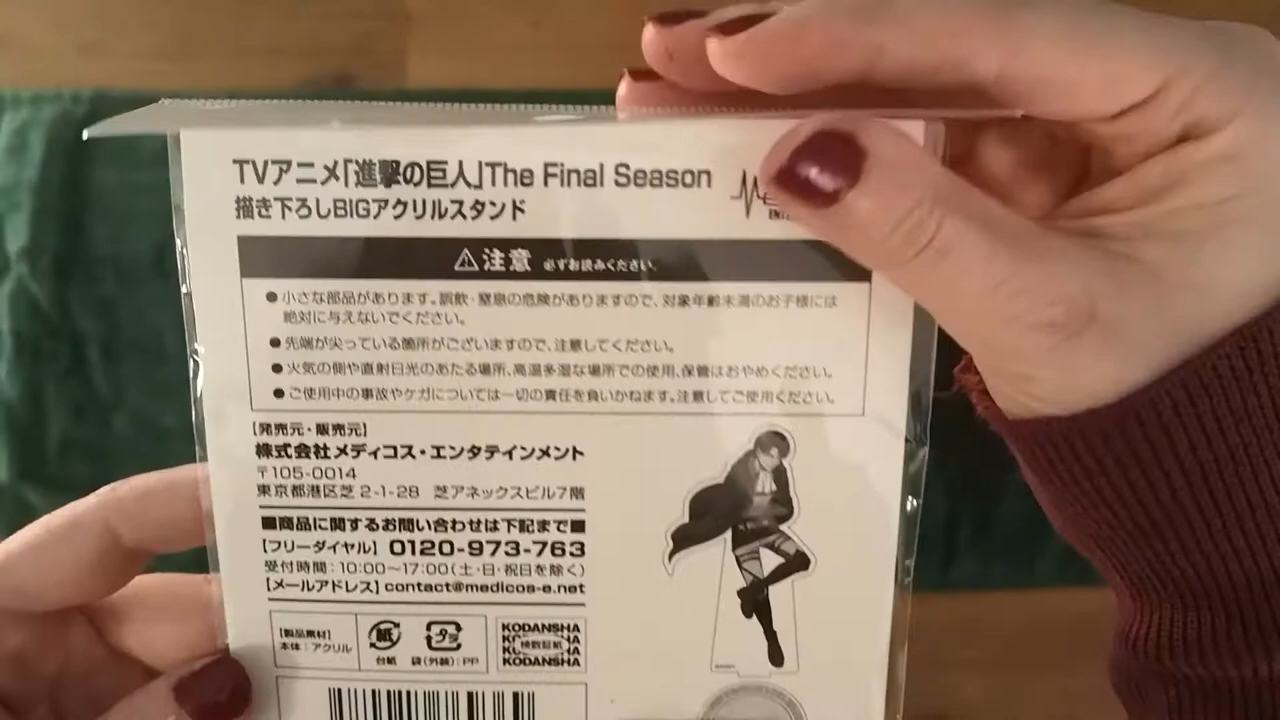 TVアニメ「進撃の巨人」The Final Season
描き下ろしBIGアクリルスタンド
注意 必ずお読みください。
●小さな部品があります。誤飲・窒息の危険がありますので、対象年齢未満のお子様には
絶対に与えないでください。
●先端が尖っている箇所がございますので、注意してください。
●火気の側や直射日光のあたる場所、高温多湿な場所での使用、保管はおやめください。
●ご使用中の事故やケガについては一切の責任を負いかねます。注意してご使用ください。
【発売元・販売元】
株式会社メディコス・エンタテインメント
〒105-0014
東京都港区芝2-1-28 芝アネックスビル7階
■商品に関するお問い合わせは下記まで■
【フリーダイヤル】 0120-973-763
受付時間：10:00～17:00(土・日・祝日を除く)
【メールアドレス】contact@medicos-e.net
【製品素材】
本体：アクリル
紙
台紙
プラ
袋(外装)：PP
KODANSHA
検数証紙
KODANSHA